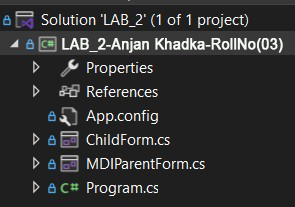 Solution 'LAB_2' (1 of 1 project)
C# LAB_2-Anjan Khadka-RollNo(03)
Properties
References
App.config
ChildForm.cs
MDIParentForm.cs
C# Program.cs